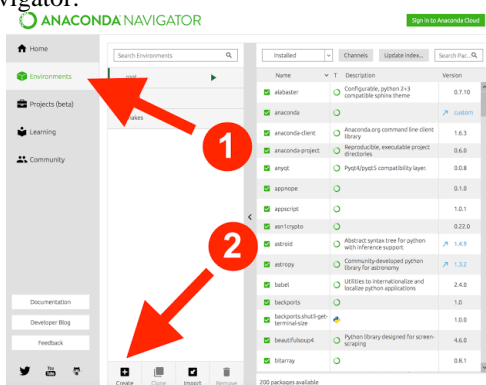 vigator.
ANACONDA NAVIGATOR
Sign in to Anaconda Cloud
Home
Environments
Projects (beta)
Learning
Community
Documentation
Developer Blog
Feedback
You Tube
Search Environments
1
2
Create Clone Import Remove
Installed Channels Update index... Search Pac...
Name T Description Version
alabaster Configurable, python 2+3 compatible sphinx theme 0.7.10
anaconda custom
anaconda-client Anaconda.org command line client library 1.6.3
anaconda-project Reproducible, executable project directories 0.6.0
anyqt Pyqt4/pyqt5 compatibility layer. 0.0.8
appnope 0.1.0
appscript 1.0.1
asn1crypto 0.22.0
astroid Abstract syntax tree for python with inference support 1.4.9
astropy Community-developed python library for astronomy 1.3.2
babel Utilities to internationalize and localize python applications 2.4.0
backports 1.0
backports.shutil-get-terminal-size 1.0.0
beautifulsoup4 Python library designed for screen-scraping 4.6.0
bitarray 0.8.1
200 packages available